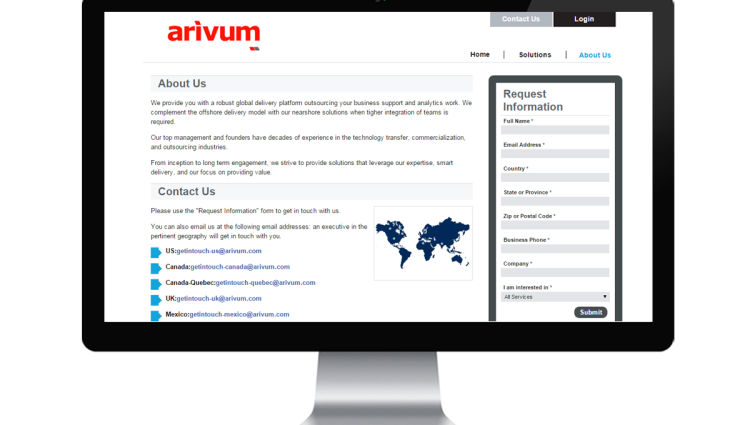 Contact Us
Login
arivum
Home | Solutions | About Us
About Us
We provide you with a robust global delivery platform outsourcing your business support and analytics work. We
complement the offshore delivery model with our nearshore solutions when tighter integration of teams is
required.
Our top management and founders have decades of experience in the technology transfer, commercialization,
and outsourcing industries.
From inception to long term engagement, we strive to provide solutions that leverage our expertise, smart
delivery, and our focus on providing value.
Contact Us
Please use the "Request Information" form to get in touch with us.
You can also email us at the following email addresses: an executive in the
pertinent geography will get in touch with you.
US:getintouch-us@arivum.com
Canada:getintouch-canada@arivum.com
Canada-Quebec:getintouch-quebec@arivum.com
UK:getintouch-uk@arivum.com
Mexico:getintouch-mexico@arivum.com
Request
Information
Full Name *
Email Address *
Country *
State or Province *
Zip or Postal Code *
Business Phone *
Company *
I am interested in *
All Services
Submit